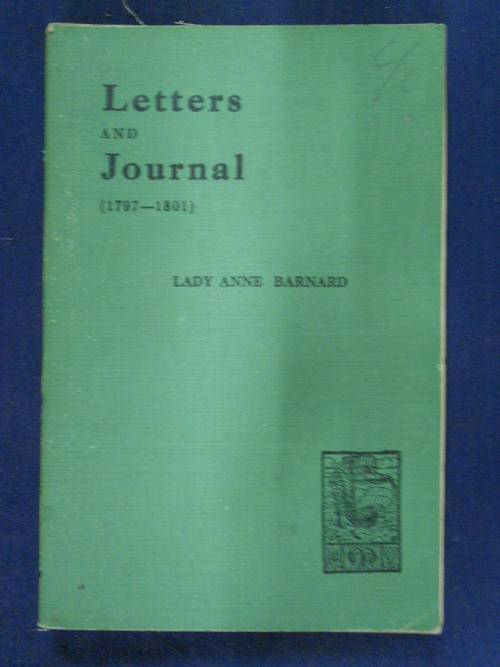 Letters
AND
Journal
(1797—1801)
LADY ANNE BARNARD